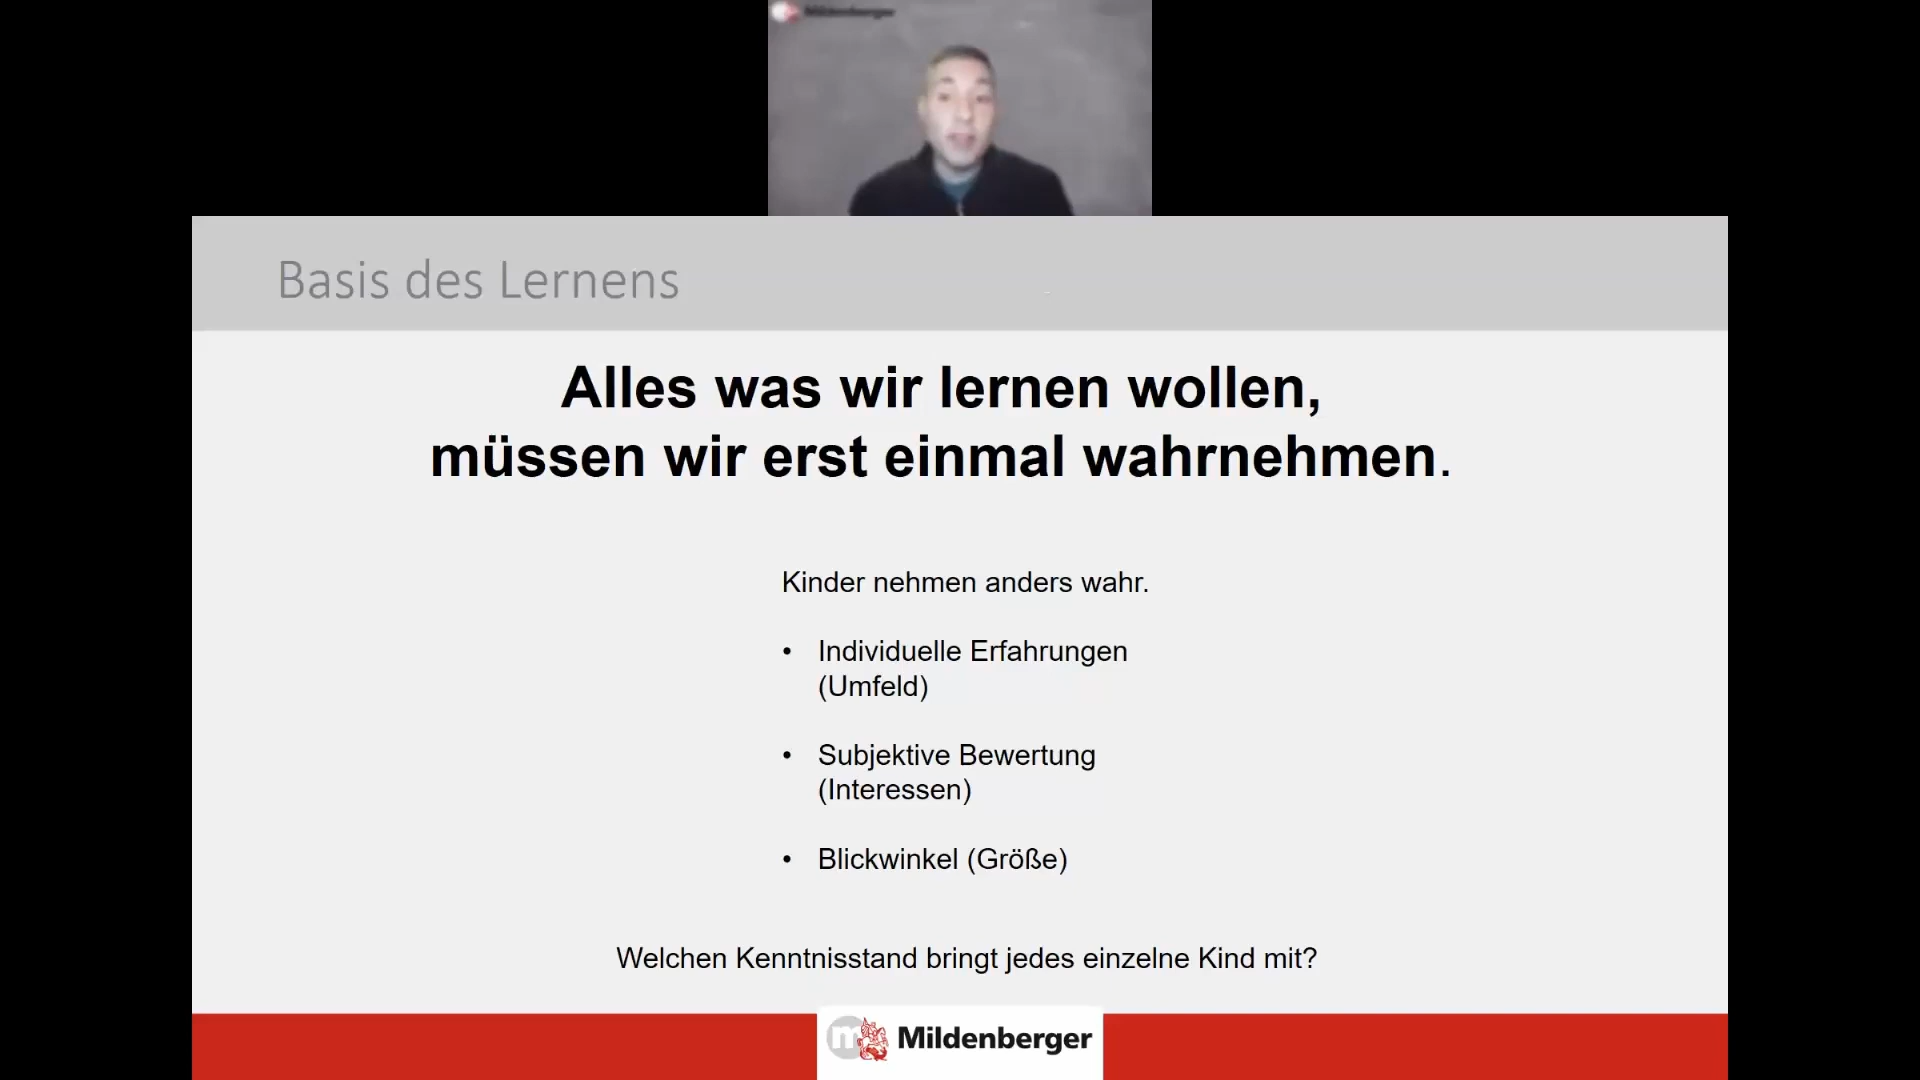 Mildenberger
Basis des Lernens
Alles was wir lernen wollen,
müssen wir erst einmal wahrnehmen.
Kinder nehmen anders wahr.
• Individuelle Erfahrungen
(Umfeld)
• Subjektive Bewertung
(Interessen)
• Blickwinkel (Größe)
Welchen Kenntnisstand bringt jedes einzelne Kind mit?
m Mildenberger